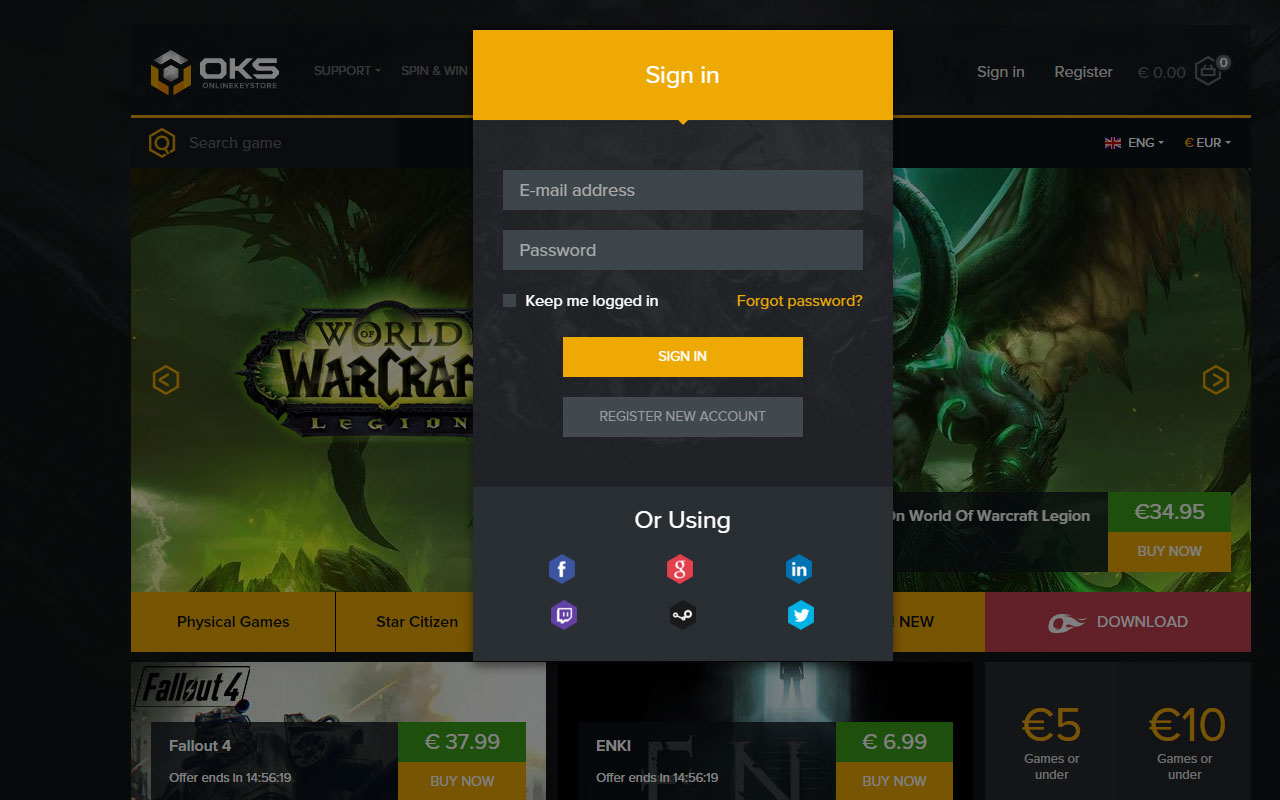 OKS
ONLINEKEYSTORE
SUPPORT
SPIN & WIN
Sign in
Sign in
Register
€ 0.00
0
Search game
ENG
€ EUR
E-mail address
Password
Keep me logged in
Forgot password?
SIGN IN
REGISTER NEW ACCOUNT
WORLD
OF
WARCRAF
LEGION
Or Using
f
g
in
On World Of Warcraft Legion
€34.95
BUY NOW
Physical Games
Star Citizen
NEW
DOWNLOAD
Fallout 4
Fallout 4
€ 37.99
Offer ends in 14:56:19
BUY NOW
ENKI
€ 6.99
Offer ends in 14:56:19
BUY NOW
€5
Games or
under
€10
Games or
under